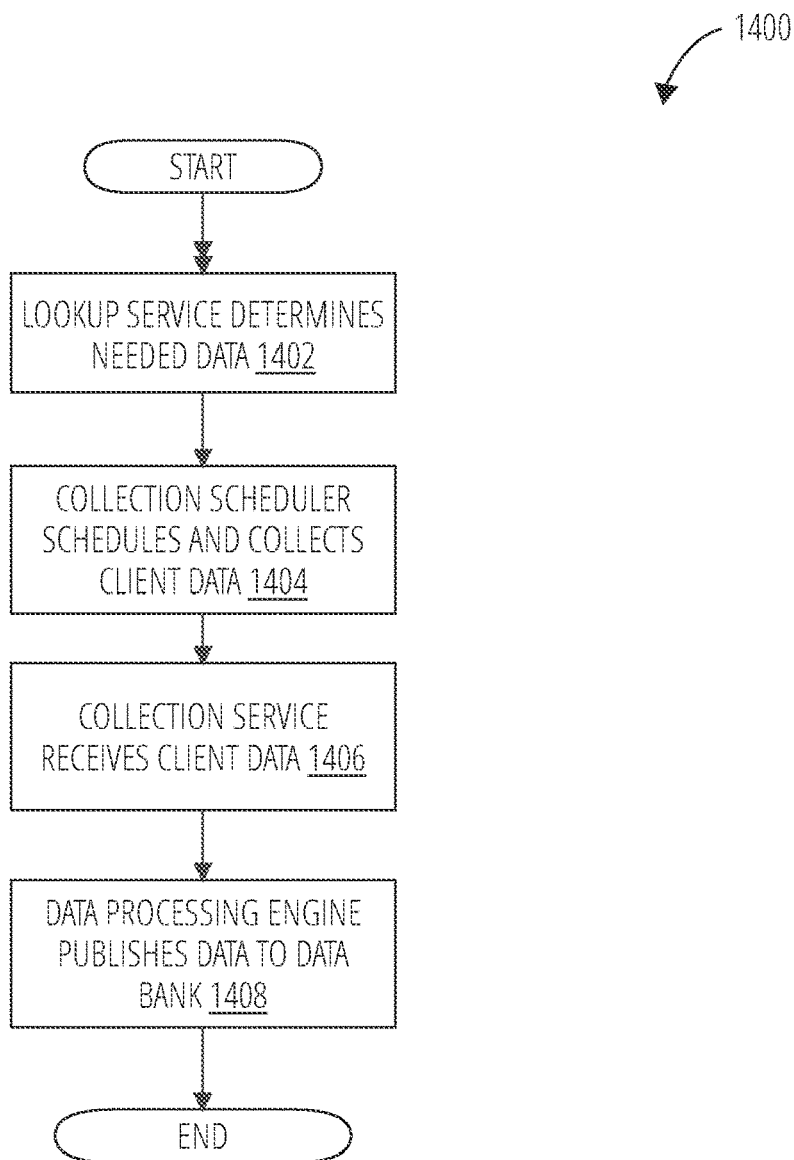 1400
START
LOOKUP SERVICE DETERMINES
NEEDED DATA 1402
COLLECTION SCHEDULER
SCHEDULES AND COLLECTS
CLIENT DATA 1404
COLLECTION SERVICE
RECEIVES CLIENT DATA 1406
DATA PROCESSING ENGINE
PUBLISHES DATA TO DATA
BANK 1408
END